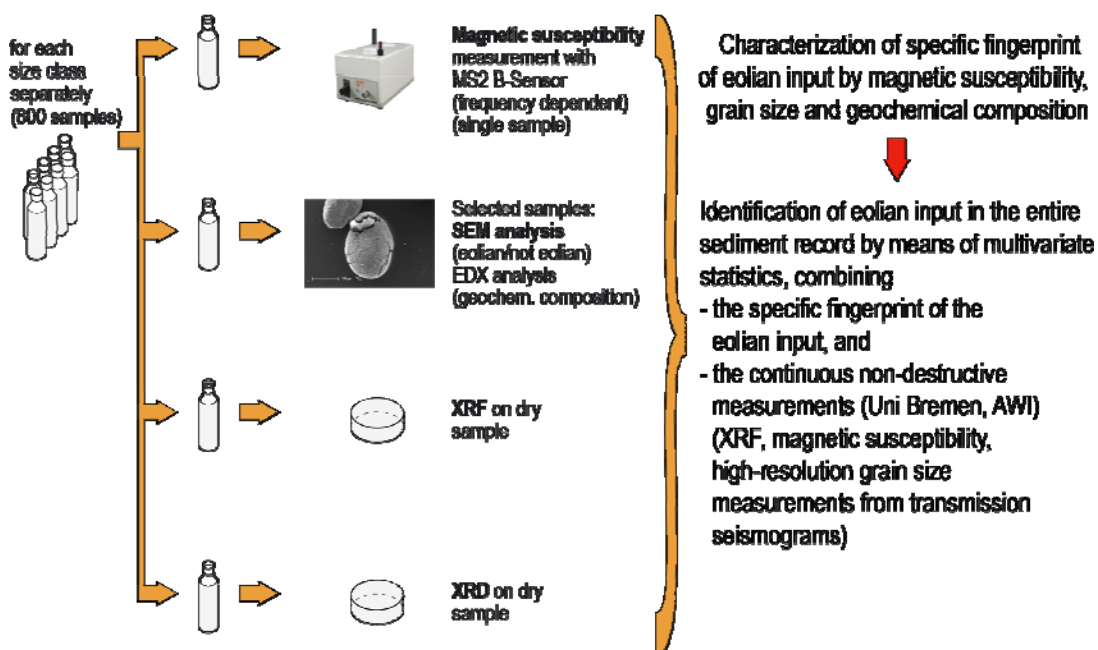 for each
size class
separately
(800 samples)
Magnetic susceptibility
measurement with
MS2 B-Sensor
(frequency dependent)
(single sample)
Selected samples:
SEM analysis
(eolian/not eolian)
EDX analysis
(geochem. composition)
XRF on dry
sample
XRD on dry
sample
Characterization of specific fingerprint
of eolian input by magnetic susceptibility,
grain size and geochemical composition
Identification of eolian input in the entire
sediment record by means of multivariate
statistics, combining
- the specific fingerprint of the
eolian input, and
- the continuous non-destructive
measurements (Uni Bremen, AWI)
(XRF, magnetic susceptibility,
high-resolution grain size
measurements from transmission
seismograms)